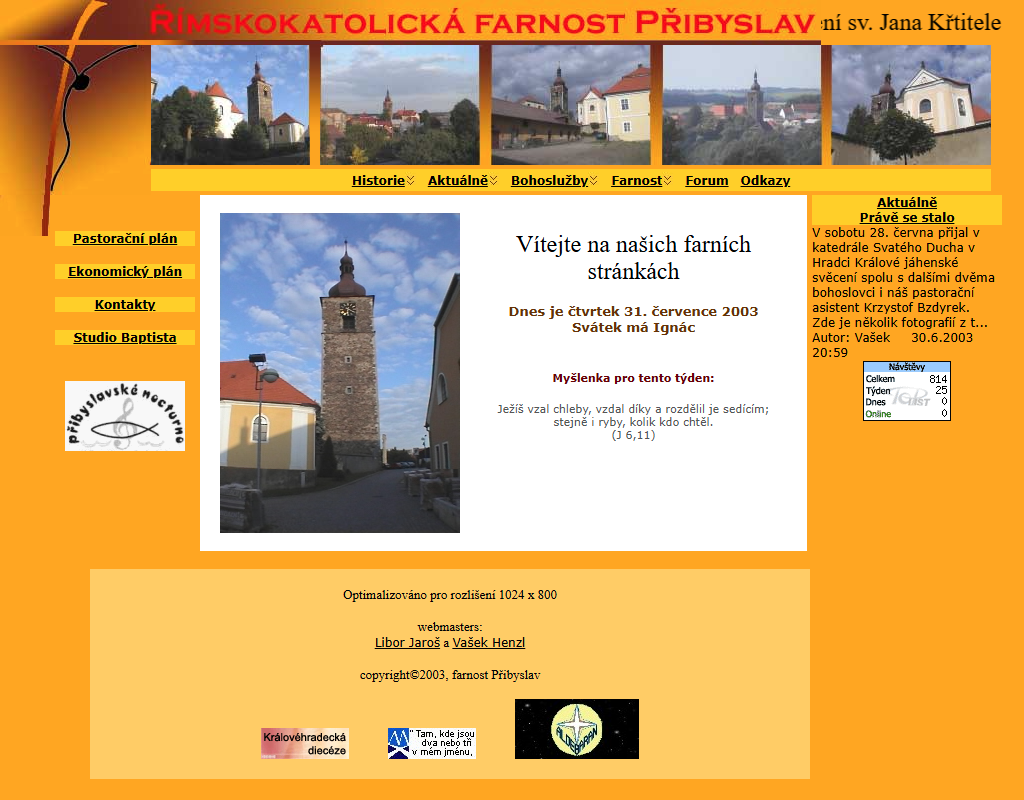 Římskokatolická farnost Přibyslav
ení sv. Jana Křtitele
Historie Aktuálně Bohoslužby Farnost Forum Odkazy
Pastorační plán
Ekonomický plán
Kontakty
Studio Baptista
přibyslavské nocturno
Vítejte na našich farních
stránkách
Dnes je čtvrtek 31. července 2003
Svátek má Ignác
Myšlenka pro tento týden:
Ježíš vzal chleby, vzdal díky a rozdělil je sedícím;
stejně i ryby, kolik kdo chtěl.
(J 6,11)
Aktuálně
Právě se stalo
V sobotu 28. června přijal v
katedrále Svatého Ducha v
Hradci Králové jáhenské
svěcení spolu s dalšími dvěma
bohoslovci i náš pastorační
asistent Krzystof Bzdyrek.
Zde je několik fotografií z t...
Autor: Vašek 30.6.2003
20:59
Návštěvy
Celkem 814
Týden 25
Dnes 0
Online 0
TOPLIST
Optimalizováno pro rozlišení 1024 x 800
webmasters:
Libor Jaroš a Vašek Henzl
copyright©2003, farnost Přibyslav
Královéhradecká
diecéze
" Tam, kde jsou
dva nebo tři
v mém jménu,
ALDEBARAN